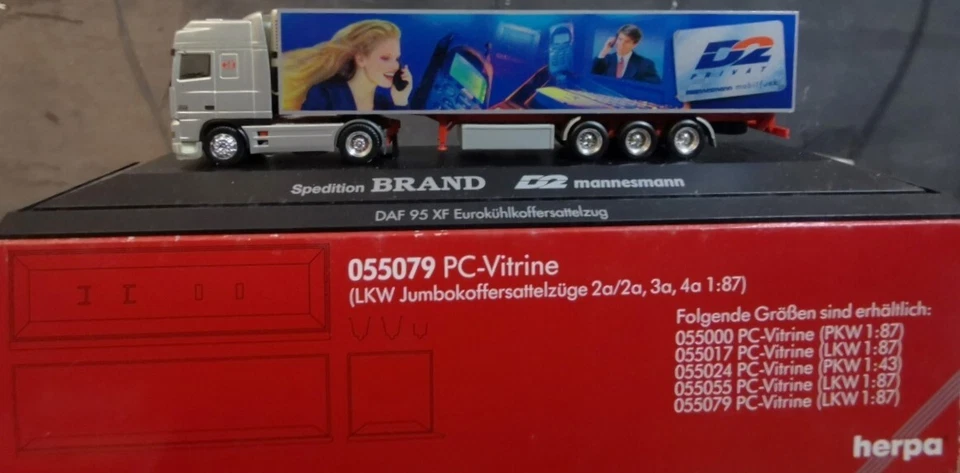 D2
PRIVAT
mannesmann mobilfunk
Spedition BRAND D2 mannesmann
DAF 95 XF Eurokühlkoffersattelzug
055079 PC-Vitrine
(LKW Jumbokoffersattelzüge 2a/2a, 3a, 4a 1:87)
Folgende Größen sind erhältlich:
055000 PC-Vitrine (PKW 1:87)
055017 PC-Vitrine (LKW 1:87)
055024 PC-Vitrine (PKW 1:43)
055055 PC-Vitrine (LKW 1:87)
055079 PC-Vitrine (LKW 1:87)
herpa